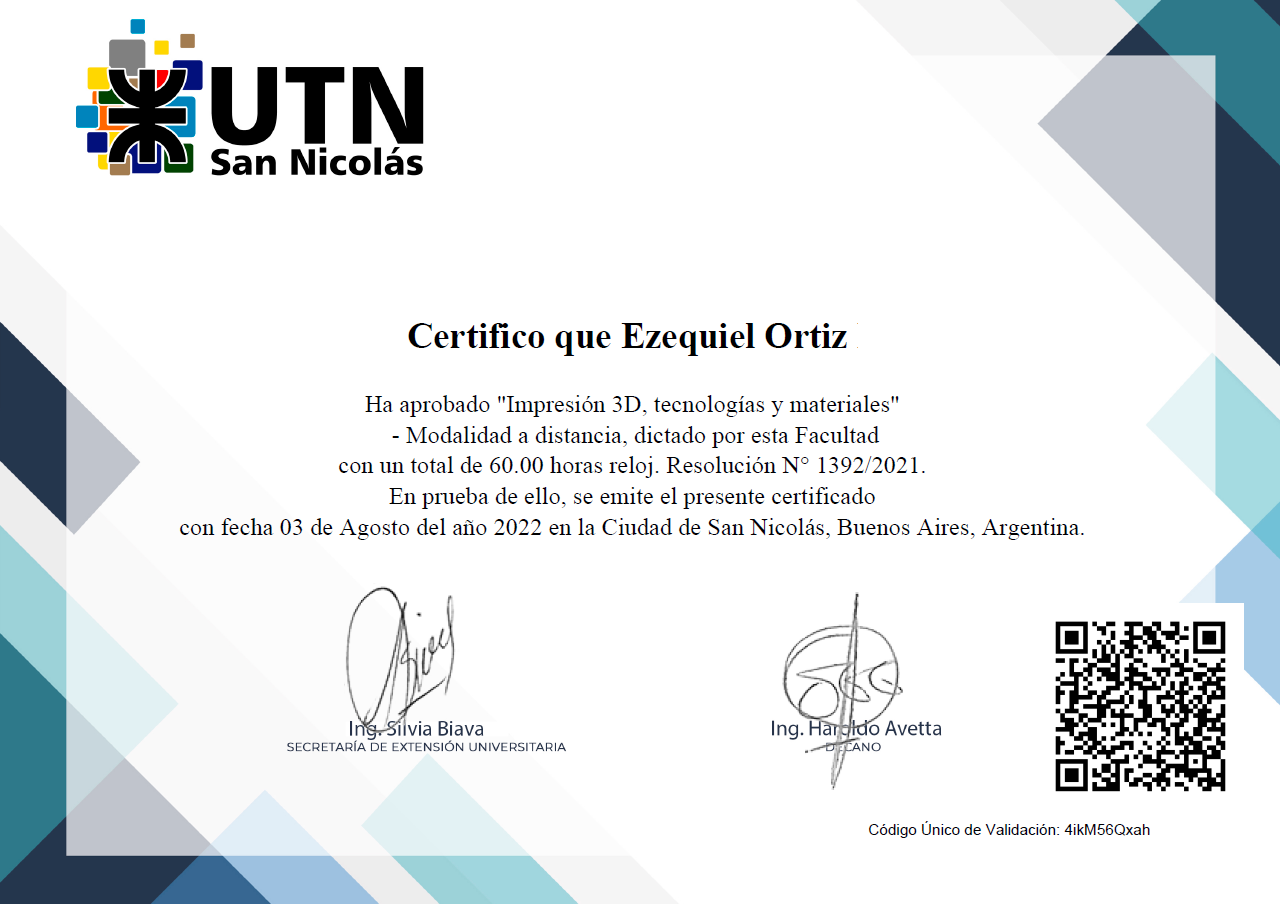 UTN
San Nicolás
Certifico que Ezequiel Ortiz
Ha aprobado "Impresión 3D, tecnologías y materiales"
- Modalidad a distancia, dictado por esta Facultad
con un total de 60.00 horas reloj. Resolución N° 1392/2021.
En prueba de ello, se emite el presente certificado
con fecha 03 de Agosto del año 2022 en la Ciudad de San Nicolás, Buenos Aires, Argentina.
Ing. Silvia Biava
SECRETARÍA DE EXTENSIÓN UNIVERSITARIA
Ing. Haroldo Avetta
DECANO
Código Único de Validación: 4ikM56Qxah